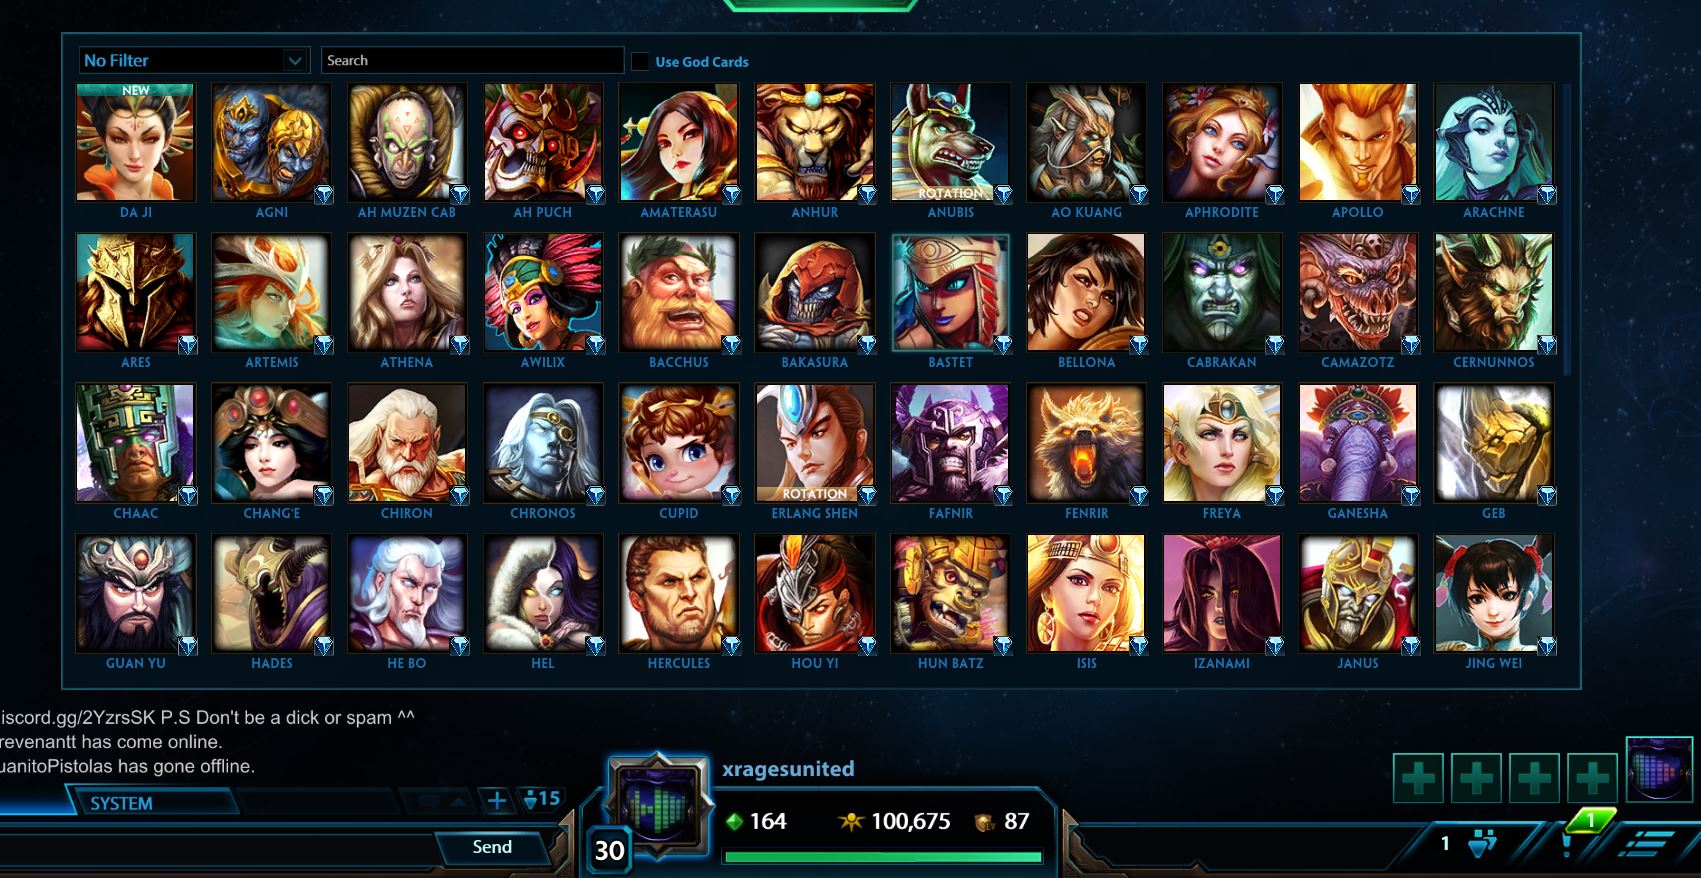 No Filter
Search
Use God Cards
NEW
DA JI
AGNI
AH MUZEN CAB
AH PUCH
AMATERASU
ANHUR
ROTATION
ANUBIS
AO KUANG
APHRODITE
APOLLO
ARACHNE
ARES
ARTEMIS
ATHENA
AWILIX
BACCHUS
BAKASURA
BASTET
BELLONA
CABRAKAN
CAMAZOTZ
CERNUNNOS
CHAAC
CHANG'E
CHIRON
CHRONOS
CUPID
ROTATION
ERLANG SHEN
FAFNIR
FENRIR
FREYA
GANESHA
GEB
GUAN YU
HADES
HE BO
HEL
HERCULES
HOU YI
HUN BATZ
ISIS
IZANAMI
JANUS
JING WEI
iscord.gg/2YzrsSK P.S Don't be a dick or spam ^^
revenantt has come online.
uanitoPistolas has gone offline.
SYSTEM
15
Send
xragesunited
164
100,675
87
30
1
1